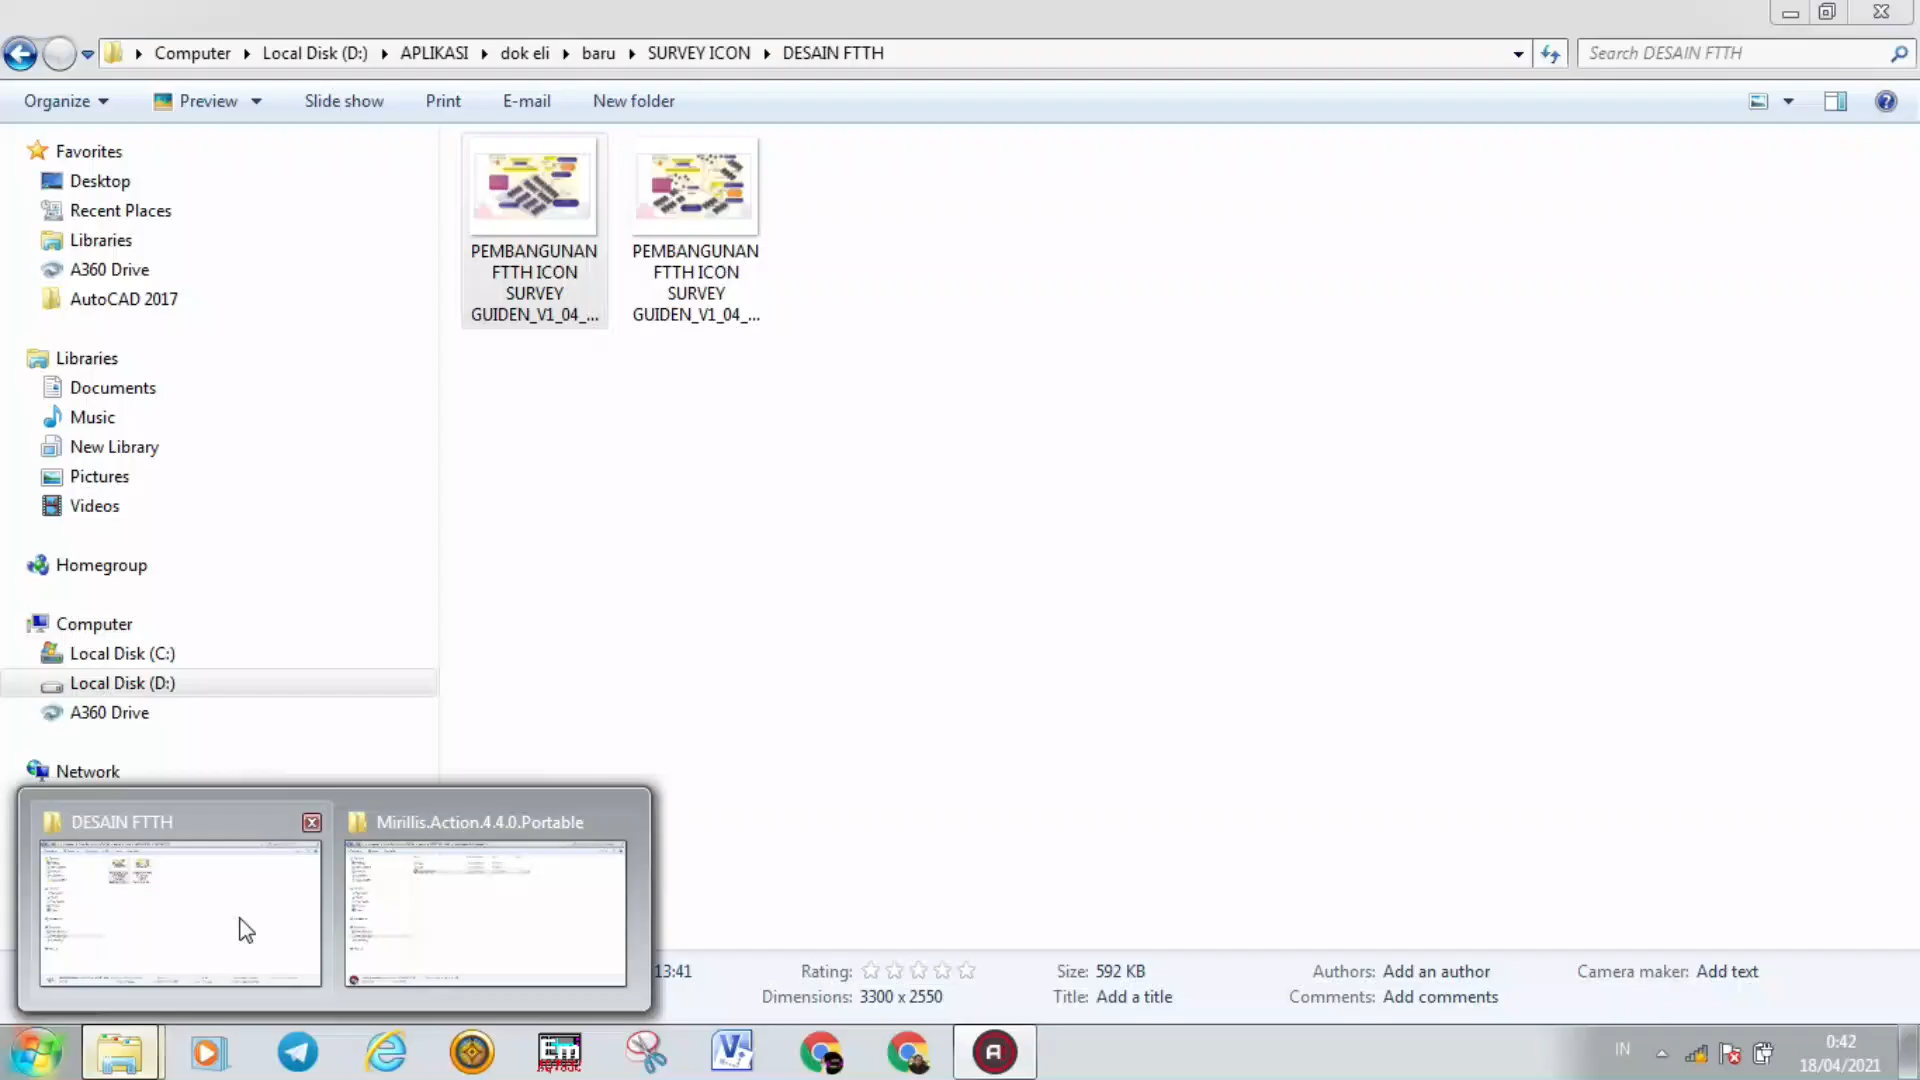 Computer Local Disk (D:) APLIKASI dok eli baru SURVEY ICON DESAIN FTTH
Search DESAIN FTTH
Organize Preview Slide show Print E-mail New folder
Favorites
Desktop
Recent Places
Libraries
A360 Drive
AutoCAD 2017
Libraries
Documents
Music
New Library
Pictures
Videos
Homegroup
Computer
Local Disk (C:)
Local Disk (D:)
A360 Drive
Network
PEMBANGUNAN
FTTH ICON
SURVEY
GUIDEN_V1_04_...
PEMBANGUNAN
FTTH ICON
SURVEY
GUIDEN_V1_04_...
DESAIN FTTH
Mirillis.Action.4.4.0.Portable
13:41 Rating: Size: 592 KB Authors: Add an author Camera maker: Add text
Dimensions: 3300 x 2550 Title: Add a title Comments: Add comments
IN
0:42
18/04/2021